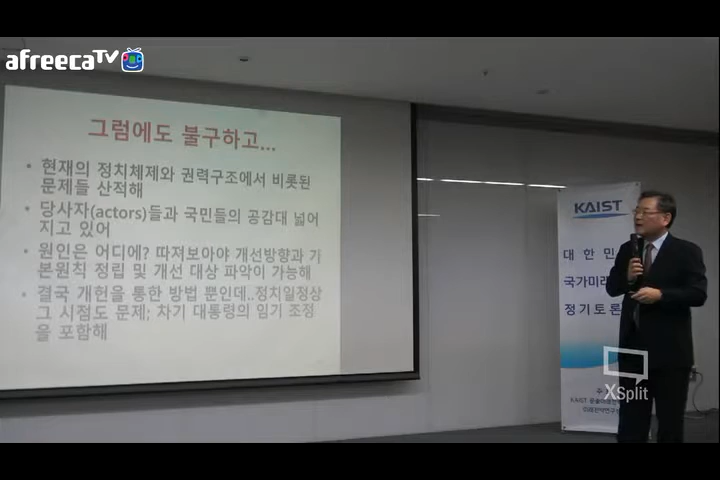 afreecaTV
그럼에도 불구하고...
• 현재의 정치체제와 권력구조에서 비롯된
문제들 산적해
• 당사자(actors)들과 국민들의 공감대 넓어
지고 있어
• 원인은 어디에? 따져보아야 개선방향과 기
본원칙 정립 및 개선 대상 파악이 가능해
• 결국 개헌을 통한 방법 뿐인데..정치일정상
그 시점도 문제; 차기 대통령의 임기 조정
을 포함해
KAIST
대한민
국가미래
정기토론
KAIST
XSplit